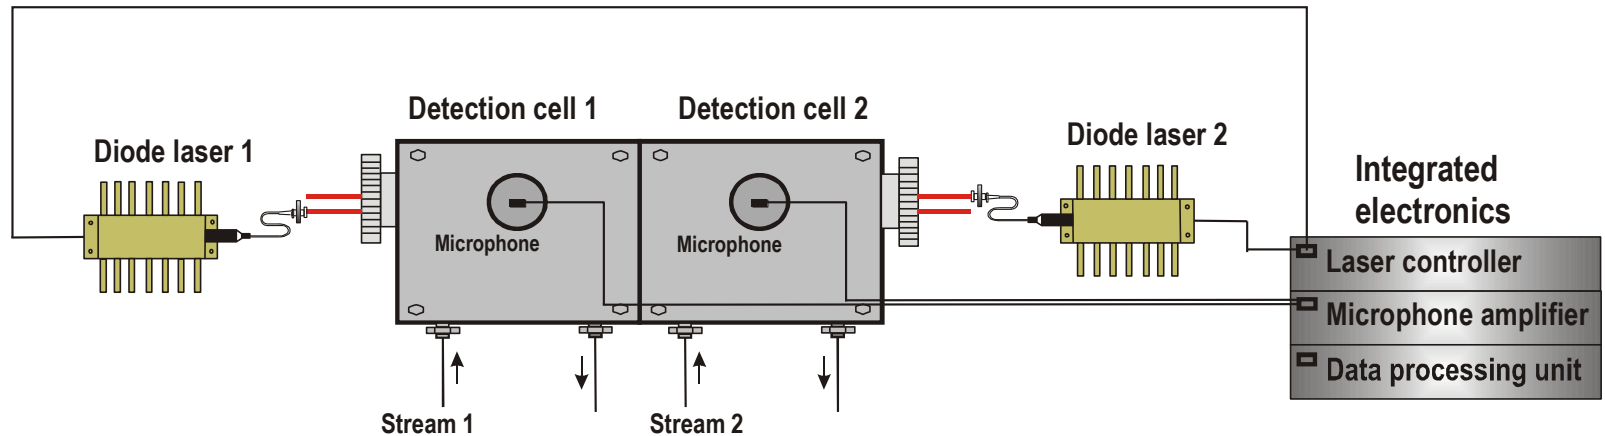 Detection cell 1
Detection cell 2
Diode laser 1
Diode laser 2
Integrated
electronics
Microphone
Microphone
Laser controller
Microphone amplifier
Data processing unit
Stream 1
Stream 2